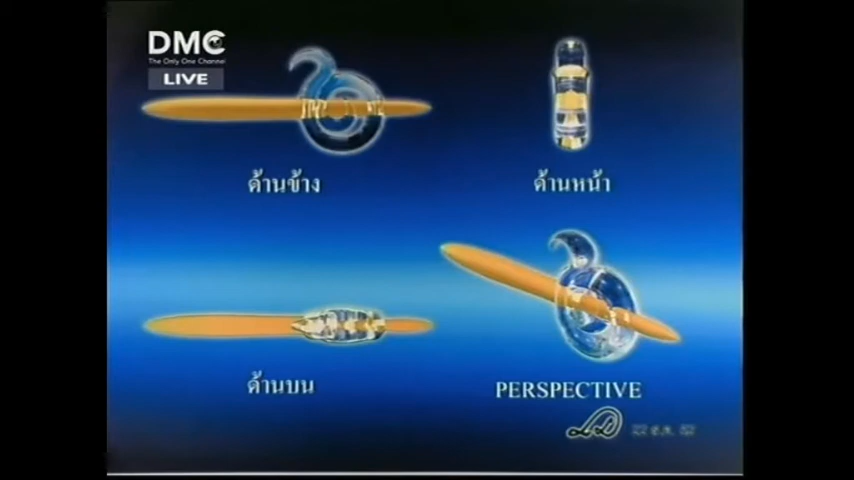 DMC
The Only One Channel
LIVE
ด้านข้าง
ด้านหน้า
ด้านบน
PERSPECTIVE